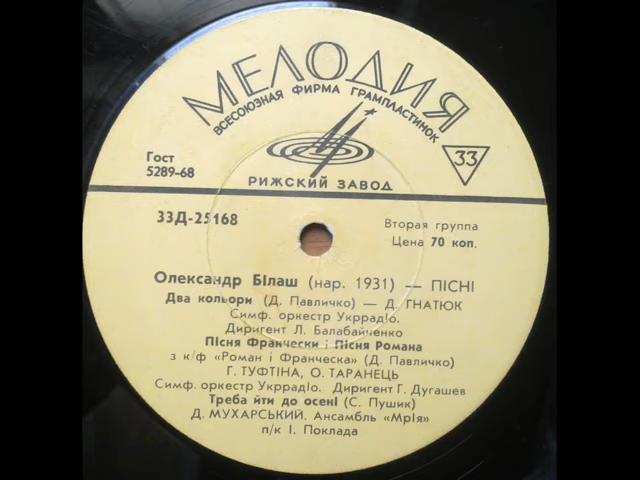 МЕЛОДИЯ
ВСЕСОЮЗНАЯ ФИРМА ГРАМПЛАСТИНОК
Гост
5289-68
33
РИЖСКИЙ ЗАВОД
33Д-25168
Вторая группа
Цена 70 коп.
Олександр Білаш (нар. 1931) — ПІСНІ
Два кольори (Д. Павличко) — Д. ГНАТЮК
Симф. оркестр Укррадіо.
Диригент Л. Балабайченко
Пісня Франчески і Пісня Романа
з к/ф «Роман і Франческа» (Д. Павличко)
Г. ТУФТІНА, О. ТАРАНЕЦЬ
Симф. оркестр Укррадіо. Диригент Г. Дугашев
Треба йти до осені (С. Пушик)
Д. МУХАРСЬКИЙ. Ансамбль «Мрія»
п/к І. Поклада